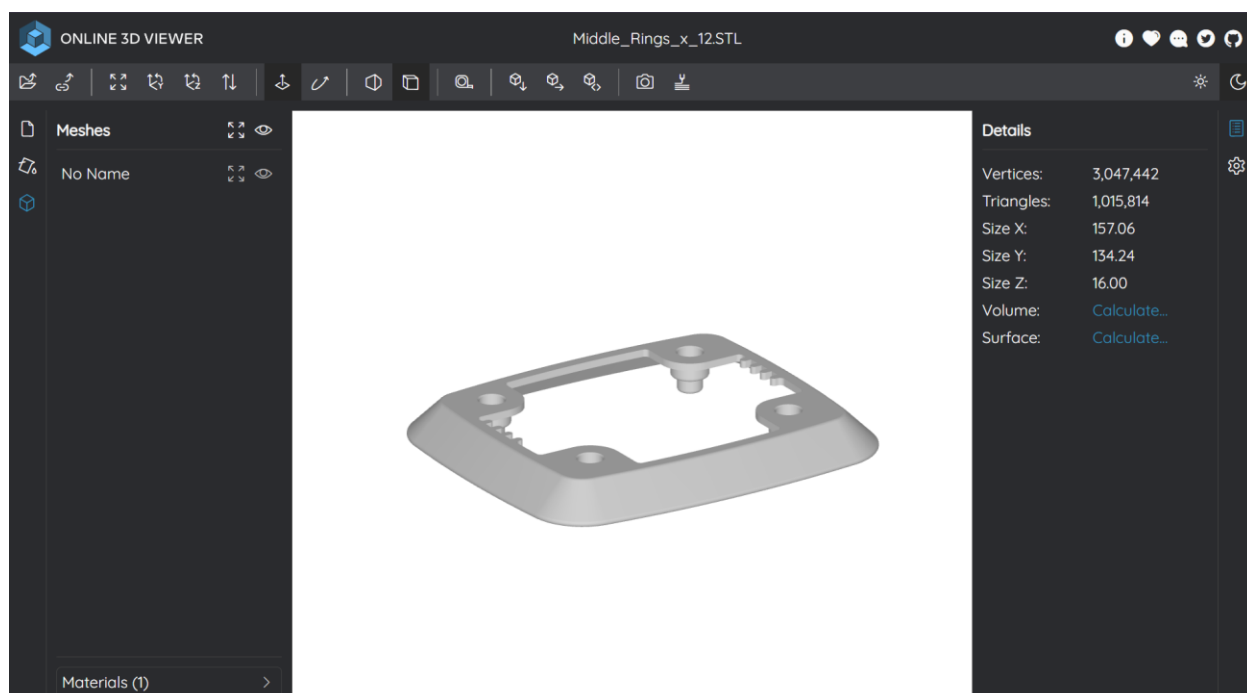 ONLINE 3D VIEWER
Middle_Rings_x_12.STL
Meshes
No Name
Materials (1)
Details
Vertices: 3,047,442
Triangles: 1,015,814
Size X: 157.06
Size Y: 134.24
Size Z: 16.00
Volume: Calculate...
Surface: Calculate...